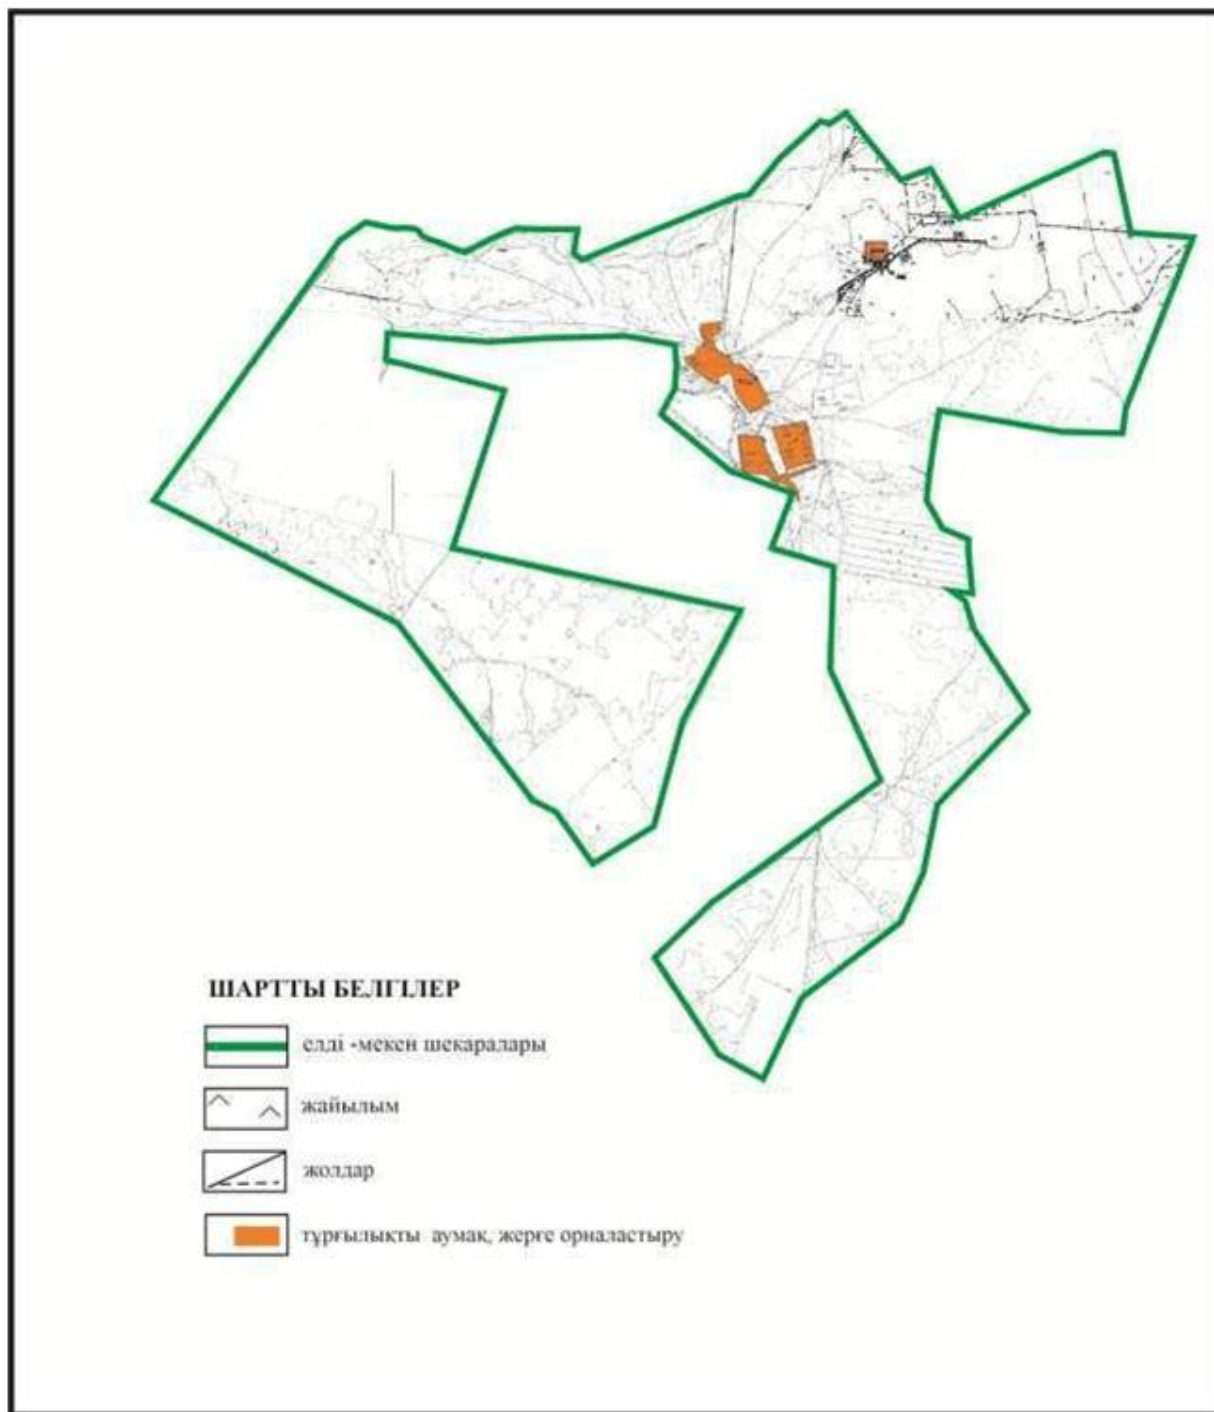 ШАРТТЫ БЕЛГІЛЕР
елді -мекен шекаралары
жайылым
жолдар
тұрғылықты аумақ, жерге орналастыру